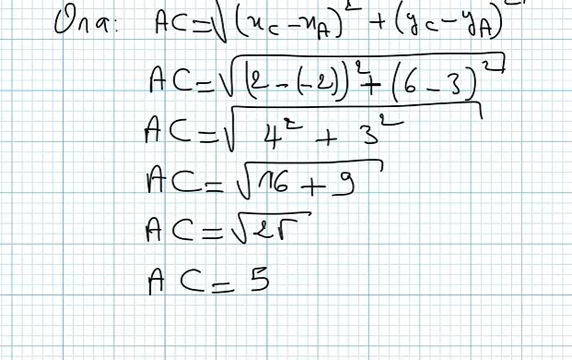 On a : AC = √(x_C − x_A)² + (y_C − y_A)²
AC = √(2 − (−2))² + (6 − 3)²
AC = √4² + 3²
AC = √16 + 9
AC = √25
AC = 5